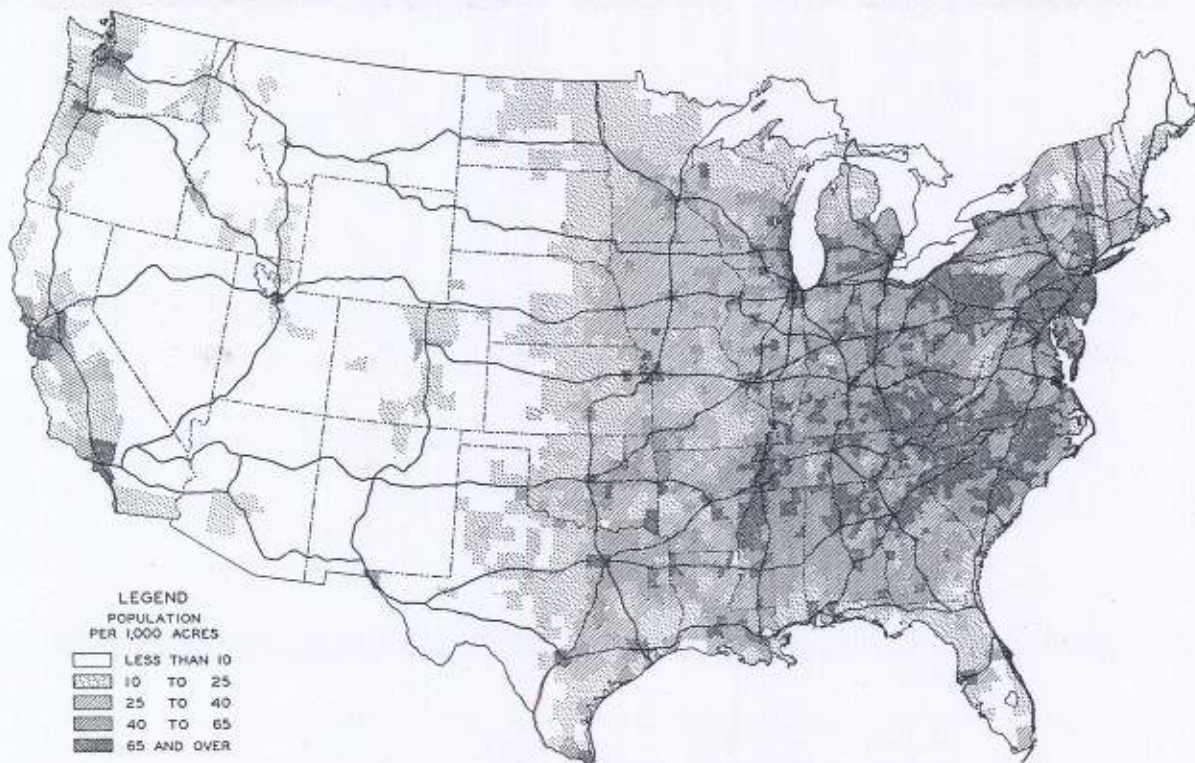 LEGEND
POPULATION
PER 1,000 ACRES
LESS THAN 10
10 TO 25
25 TO 40
40 TO 65
65 AND OVER